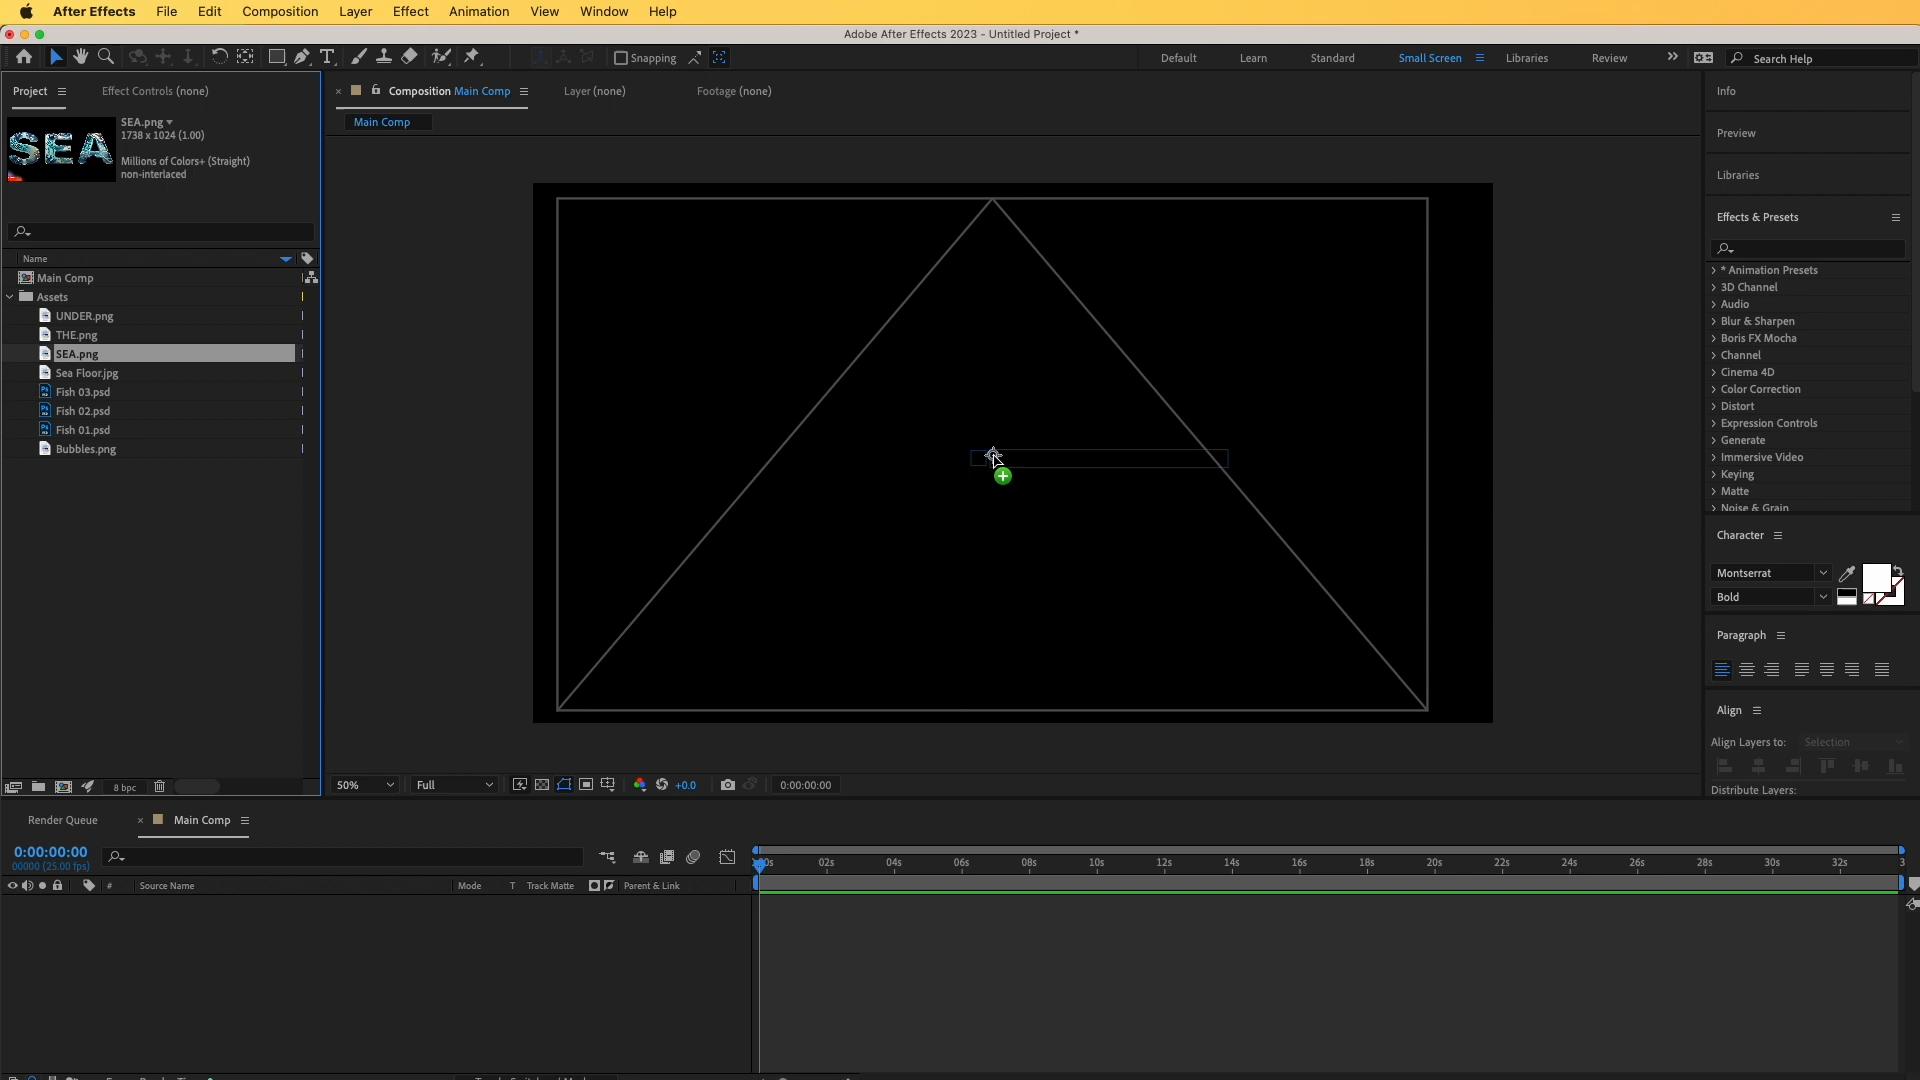 After Effects File Edit Composition Layer Effect Animation View Window Help
Adobe After Effects 2023 - Untitled Project *
Snapping
Default Learn Standard Small Screen Libraries Review
Search Help
Project
Effect Controls (none)
Composition Main Comp
Layer (none)
Footage (none)
Main Comp
SEA
SEA.png
1738 x 1024 (1.00)
Millions of Colors+ (Straight)
non-interlaced
Name
Main Comp
Assets
UNDER.png
THE.png
SEA.png
Sea Floor.jpg
Fish 03.psd
Fish 02.psd
Fish 01.psd
Bubbles.png
8 bpc
50%
Full
+0.0
0:00:00:00
Info
Preview
Libraries
Effects & Presets
* Animation Presets
3D Channel
Audio
Blur & Sharpen
Boris FX Mocha
Channel
Cinema 4D
Color Correction
Distort
Expression Controls
Generate
Immersive Video
Keying
Matte
Noise & Grain
Character
Montserrat
Bold
Paragraph
Align
Align Layers to: Selection
Distribute Layers:
Render Queue
Main Comp
0:00:00:00
00000 (25.00 fps)
# Source Name Mode T Track Matte Parent & Link
02s 04s 06s 08s 10s 12s 14s 16s 18s 20s 22s 24s 26s 28s 30s 32s